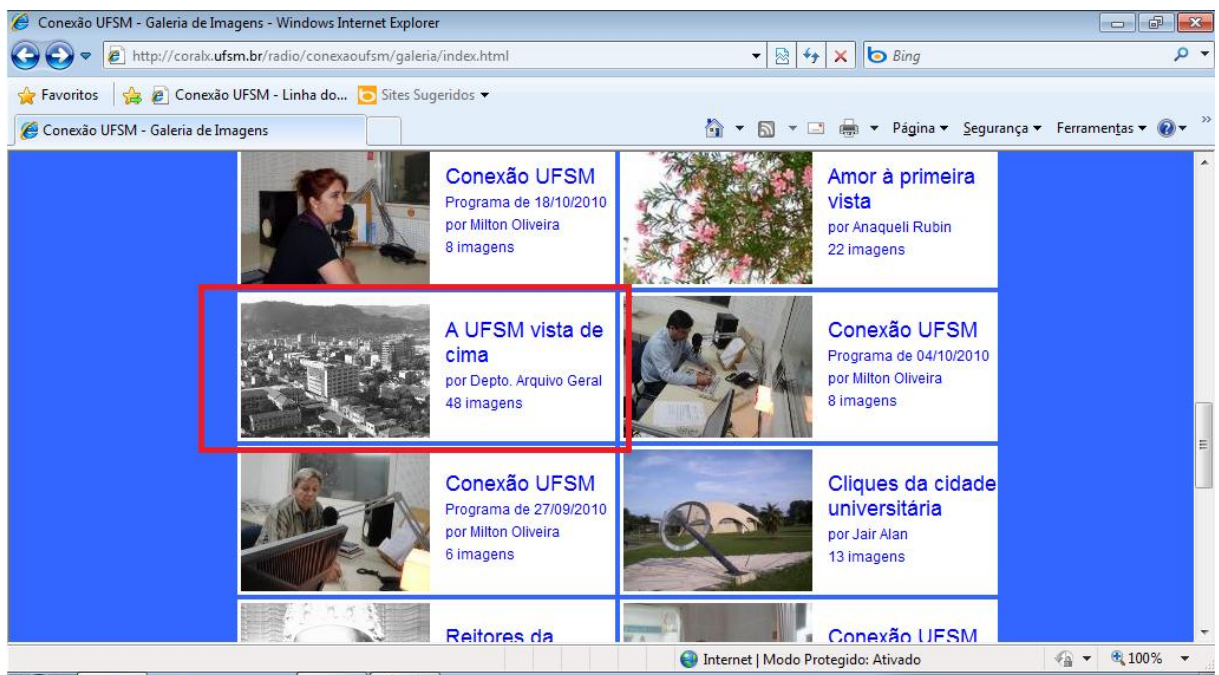 Conexão UFSM - Galeria de Imagens - Windows Internet Explorer
http://coralx.ufsm.br/radio/conexaoufsm/galeria/index.html
Bing
Favoritos
Conexão UFSM - Linha do...
Sites Sugeridos
Conexão UFSM - Galeria de Imagens
Página
Segurança
Ferramentas
Conexão UFSM
Programa de 18/10/2010
por Milton Oliveira
8 imagens
Amor à primeira
vista
por Anaqueli Rubin
22 imagens
A UFSM vista de
cima
por Depto. Arquivo Geral
48 imagens
Conexão UFSM
Programa de 04/10/2010
por Milton Oliveira
8 imagens
Conexão UFSM
Programa de 27/09/2010
por Milton Oliveira
6 imagens
Cliques da cidade
universitária
por Jair Alan
13 imagens
Reitores da
Conexão UFSM
Internet | Modo Protegido: Ativado
100%